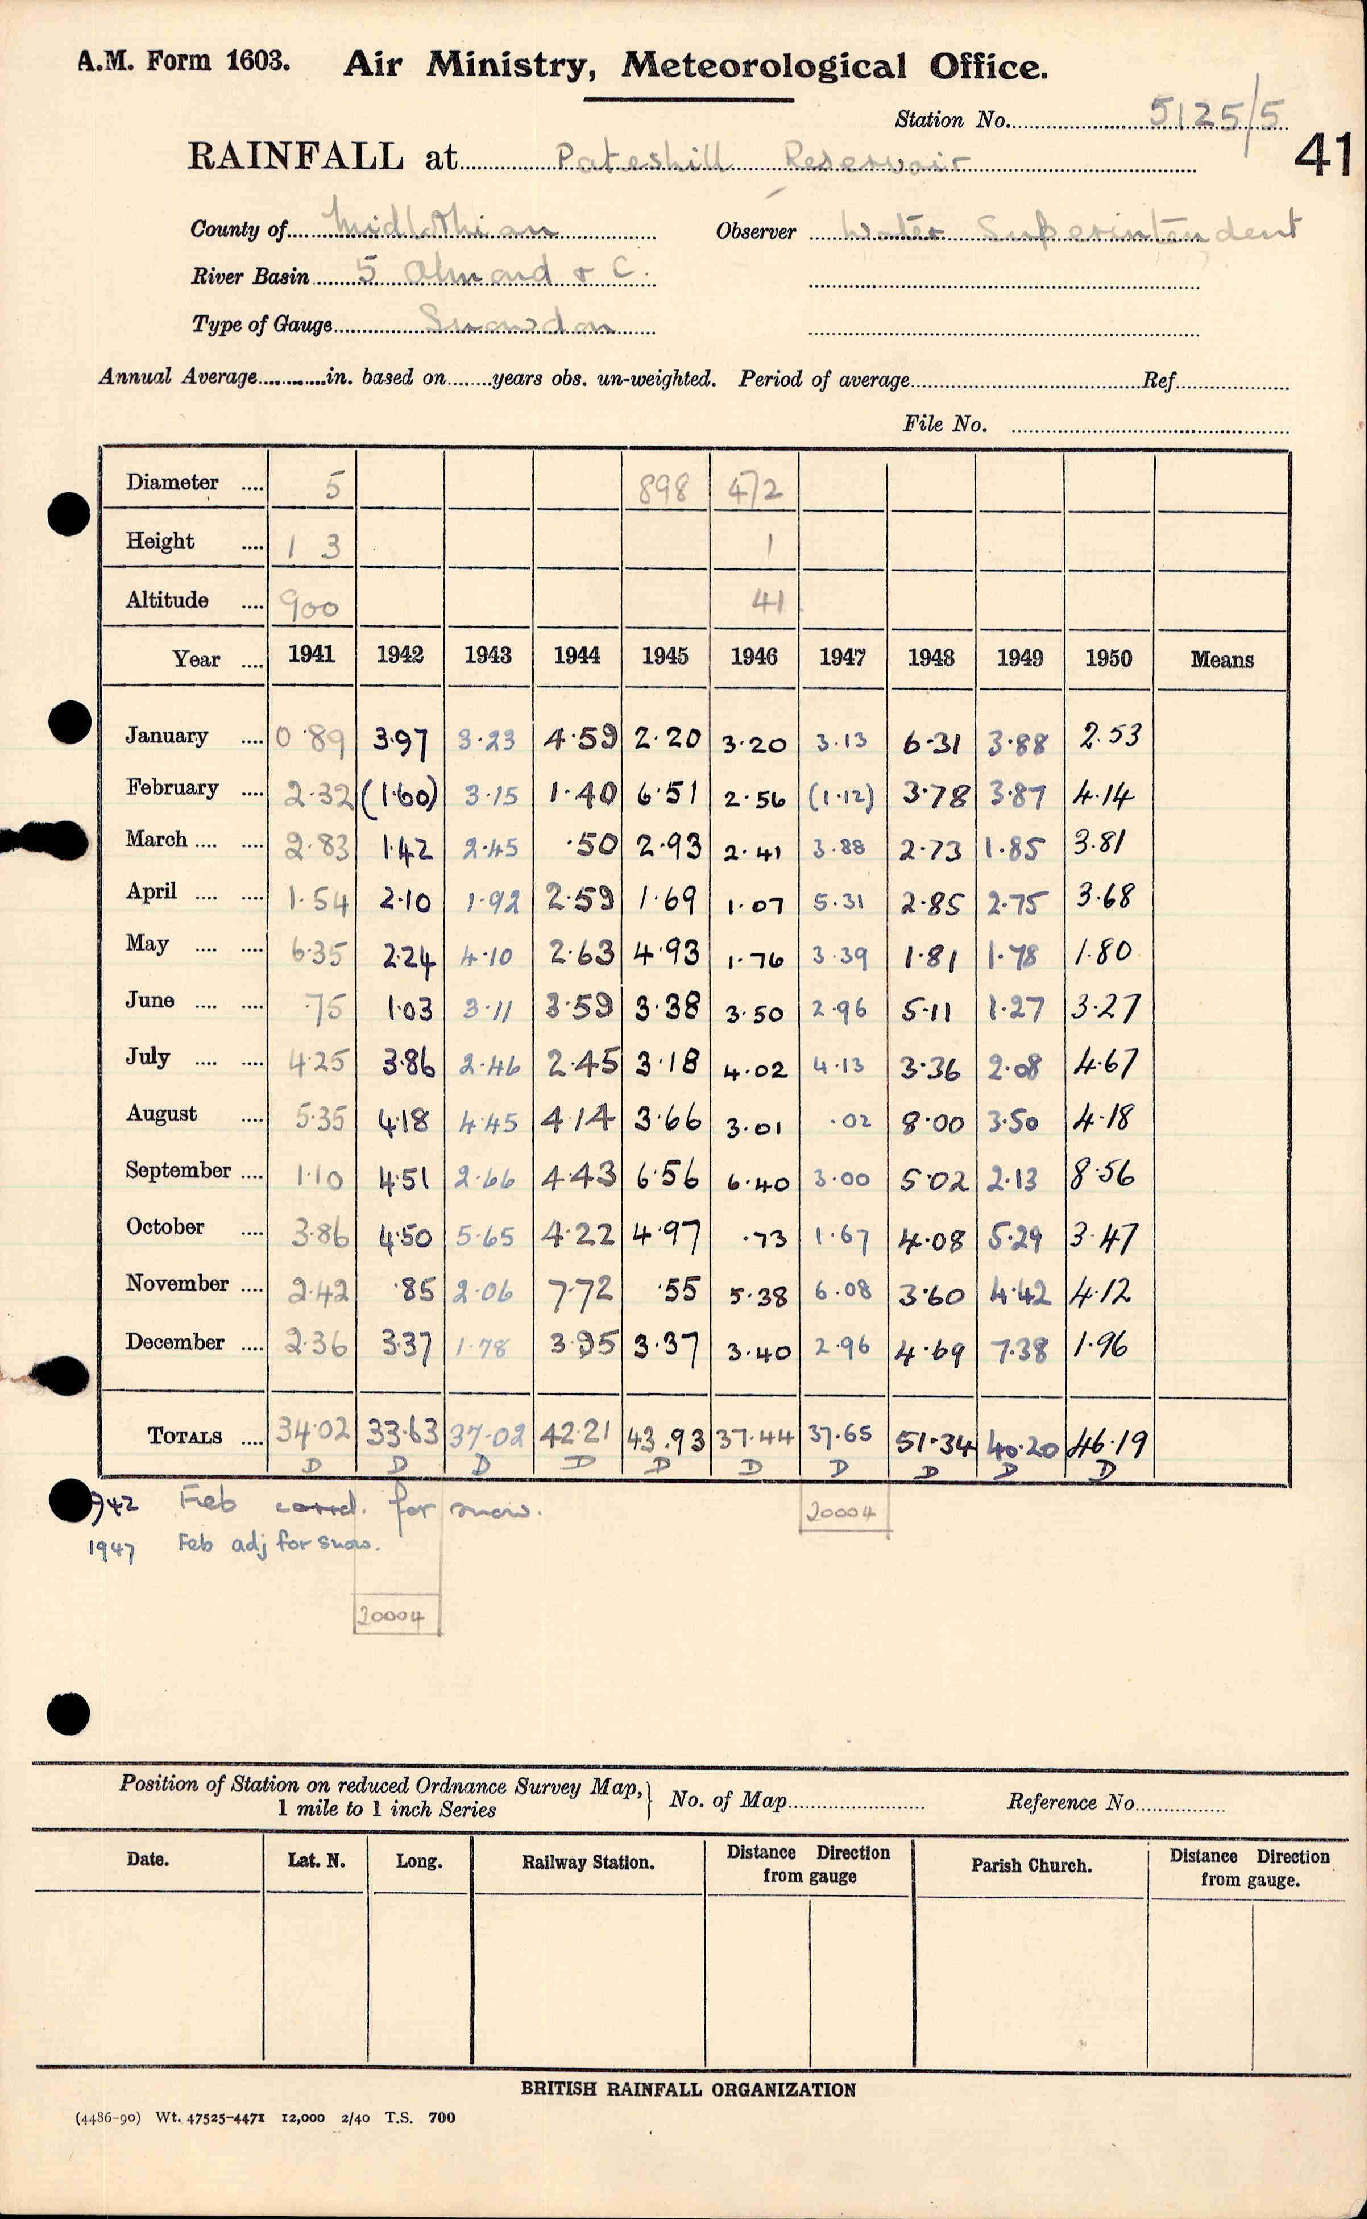 A.M. Form 1603. Air Ministry, Meteorological Office.
Station No. 5125/5
41
RAINFALL at Pateshill Reservoir
County of Midlothian Observer Water Superintendent
River Basin 5 Almond & C.
Type of Gauge Snowdon
Annual Average............in. based on........years obs. un-weighted. Period of average........ Ref........
File No. ........
Diameter .... 5 898 472
Height .... 1 3 1
Altitude .... 900 41
Year .... 1941 1942 1943 1944 1945 1946 1947 1948 1949 1950 Means
January .... 0.89 3.97 3.23 4.59 2.20 3.20 3.13 6.31 3.88 2.53
February .... 2.32 (1.60) 3.15 1.40 6.51 2.56 (1.12) 3.78 3.87 4.14
March .... .... 2.83 1.42 2.45 .50 2.93 2.41 3.88 2.73 1.85 3.81
April .... .... 1.54 2.10 1.92 2.59 1.69 1.07 5.31 2.85 2.75 3.68
May .... .... 6.35 2.24 4.10 2.63 4.93 1.76 3.39 1.81 1.78 1.80
June .... .... .75 1.03 3.11 3.59 3.38 3.50 2.96 5.11 1.27 3.27
July .... .... 4.25 3.86 2.46 2.45 3.18 4.02 4.13 3.36 2.08 4.67
August .... 5.35 4.18 4.45 4.14 3.66 3.01 .02 8.00 3.50 4.18
September .... 1.10 4.51 2.66 4.43 6.56 6.40 3.00 5.02 2.13 8.56
October .... 3.86 4.50 5.65 4.22 4.97 .73 1.67 4.08 5.29 3.47
November .... 2.42 .85 2.06 7.72 .55 5.38 6.08 3.60 4.42 4.12
December .... 2.36 3.37 1.78 3.95 3.37 3.40 2.96 4.69 7.38 1.96
TOTALS .... 34.02 33.63 37.02 42.21 43.93 37.44 37.65 51.34 40.20 46.19
D D D D D D D D D D
942 Feb corrd. for snow. 20004
1947 Feb adj for snow.
20004
Position of Station on reduced Ordnance Survey Map,} No. of Map........ Reference No........
1 mile to 1 inch Series
Date. Lat. N. Long. Railway Station. Distance from gauge Direction Parish Church. Distance Direction from gauge.
BRITISH RAINFALL ORGANIZATION
(4486-90) Wt. 47525-4471 12,000 2/40 T.S. 700